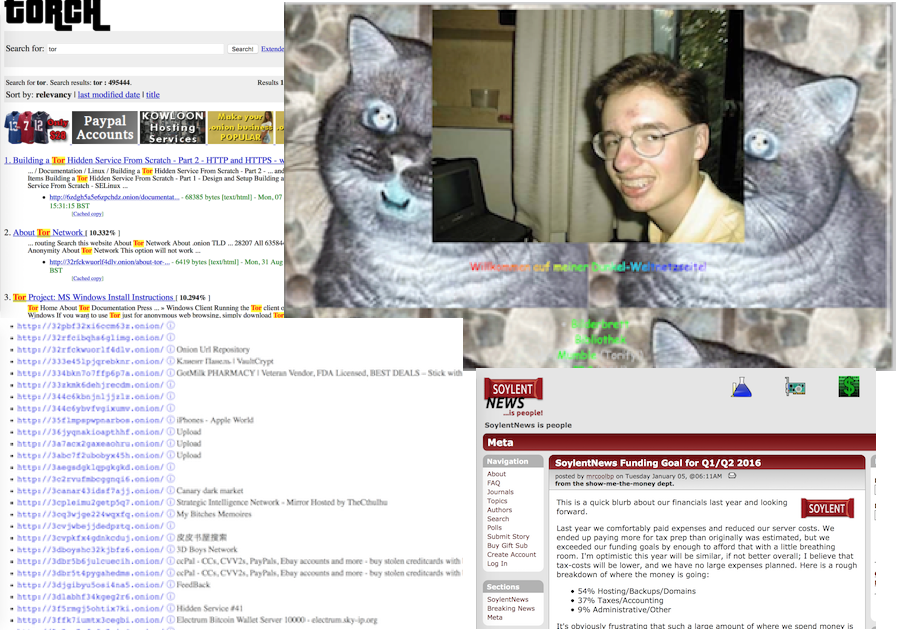 TORCH
Search for: tor Search! Extende
Search for tor. Search results: tor : 495444. Results 1
Sort by: relevancy | last modified date | title
13 7 12 Only $20
Paypal Accounts
KOWLOON Hosting Services
Make your onion business POPULAR
1. Building a Tor Hidden Service From Scratch - Part 2 - HTTP and HTTPS - w
... / Documentation / Linux / Building a Tor Hidden Service From Scratch - Part 2 - ... and
Items Building a Tor Hidden Service From Scratch - Part 1 - Design and Setup Building a
Service From Scratch - SELinux ...
http://6zdgh5a5e6zpchdz.onion/documentat... - 68385 bytes [text/html] - Mon, 07
15:31:15 BST
[Cached copy]
2. About Tor Network [ 10.332% ]
... routing Search this website About Tor Network About .onion TLD ... 28207 All 63584
Anonymity About Tor Network This option will not work ...
http://32rfckwuorlf4dlv.onion/about-tor-... - 6419 bytes [text/html] - Mon, 31 Aug
BST
[Cached copy]
3. Tor Project: MS Windows Install Instructions [ 10.294% ]
Tor Home About Tor Documentation Press ... » Windows Client Running the Tor client o
Windows If you want to use Tor just for anonymous web browsing, simply download Tor
Willkommen auf meiner Dunkel-Weltnetzseite!
Bibliothek
(Torify)
http://32pbf32xi6ccm63z.onion/
http://32rfcibqha6glimg.onion/
http://32rfckwuorlf4dlv.onion/ Onion Url Repository
http://333e451pjqrebknr.onion/ Клиент Панель | VaultCrypt
http://334bkn7o7ffp6p7a.onion/ GotMilk PHARMACY | Veteran Vendor, FDA Licensed, BEST DEALS – Stick with
http://33zkmk6dehjrecds.onion/
http://344c6kbnjnljjzlz.onion/
http://344c6ybvfvgixumv.onion/
http://35flmpspwpnarbos.onion/ iPhones - Apple World
http://36jyqnakioapthhf.onion/ Upload
http://3a7acx2gaxeaohru.onion/ Upload
http://3abc7f2ubobyx45h.onion/ Upload
http://3aegsdgklqpgkgkd.onion/
http://3c2rvufmbcggnqi6.onion/
http://3canar43idsf7ajj.onion/ Canary dark market
http://3cpleimu2getp5q7.onion/ Strategic Intelligence Network - Mirror Hosted by TheCthulhu
http://3cq3wjge224wgxfq.onion/ My Bitches Memoires
http://3cvjwbejjdedpztq.onion/
http://3cvpkfx4gdnkcduj.onion/ 皮皮书屋搜索
http://3dboyshc32kjbfs6.onion/ 3D Boys Network
http://3dbr5b6julcuecih.onion/ ccPal - CCs, CVV2s, PayPals, Ebay accounts and more - buy stolen creditcards with
http://3dbr5t4pygahedms.onion/ ccPal - CCs, CVV2s, PayPals, Ebay accounts and more - buy stolen creditcards with
http://3djgibyu5osi4na5.onion/ FeedBack
http://3dlabhf34kgeg2r6.onion/
http://3f5rmgj5ohtix7ki.onion/ Hidden Service #41
http://3ffk7iumtx3cegbi.onion/ Electrum Bitcoin Wallet Server 10000 - electrum.sky-ip.org
SOYLENT
NEWS
...is people!
SoylentNews is people
Meta
Navigation
About
FAQ
Journals
Topics
Authors
Search
Polls
Submit Story
Buy Gift Sub
Create Account
Log In
Sections
SoylentNews
Breaking News
Meta
SoylentNews Funding Goal for Q1/Q2 2016
posted by mrcoolbp on Tuesday January 05, @06:11AM
from the show-me-the-money dept.
SOYLENT
This is a quick blurb about our financials last year and looking
forward.
Last year we comfortably paid expenses and reduced our server costs. We
ended up paying more for tax prep than originally was estimated, but we
exceeded our funding goals by enough to afford that with a little breathing
room. I'm optimistic this year will be similar, if not better overall; I believe that
tax-costs will be lower, and we have no large expenses planned. Here is a rough
breakdown of where the money is going:
54% Hosting/Backups/Domains
37% Taxes/Accounting
9% Administrative/Other
It's obviously frustrating that such a large amount of where we spend money is